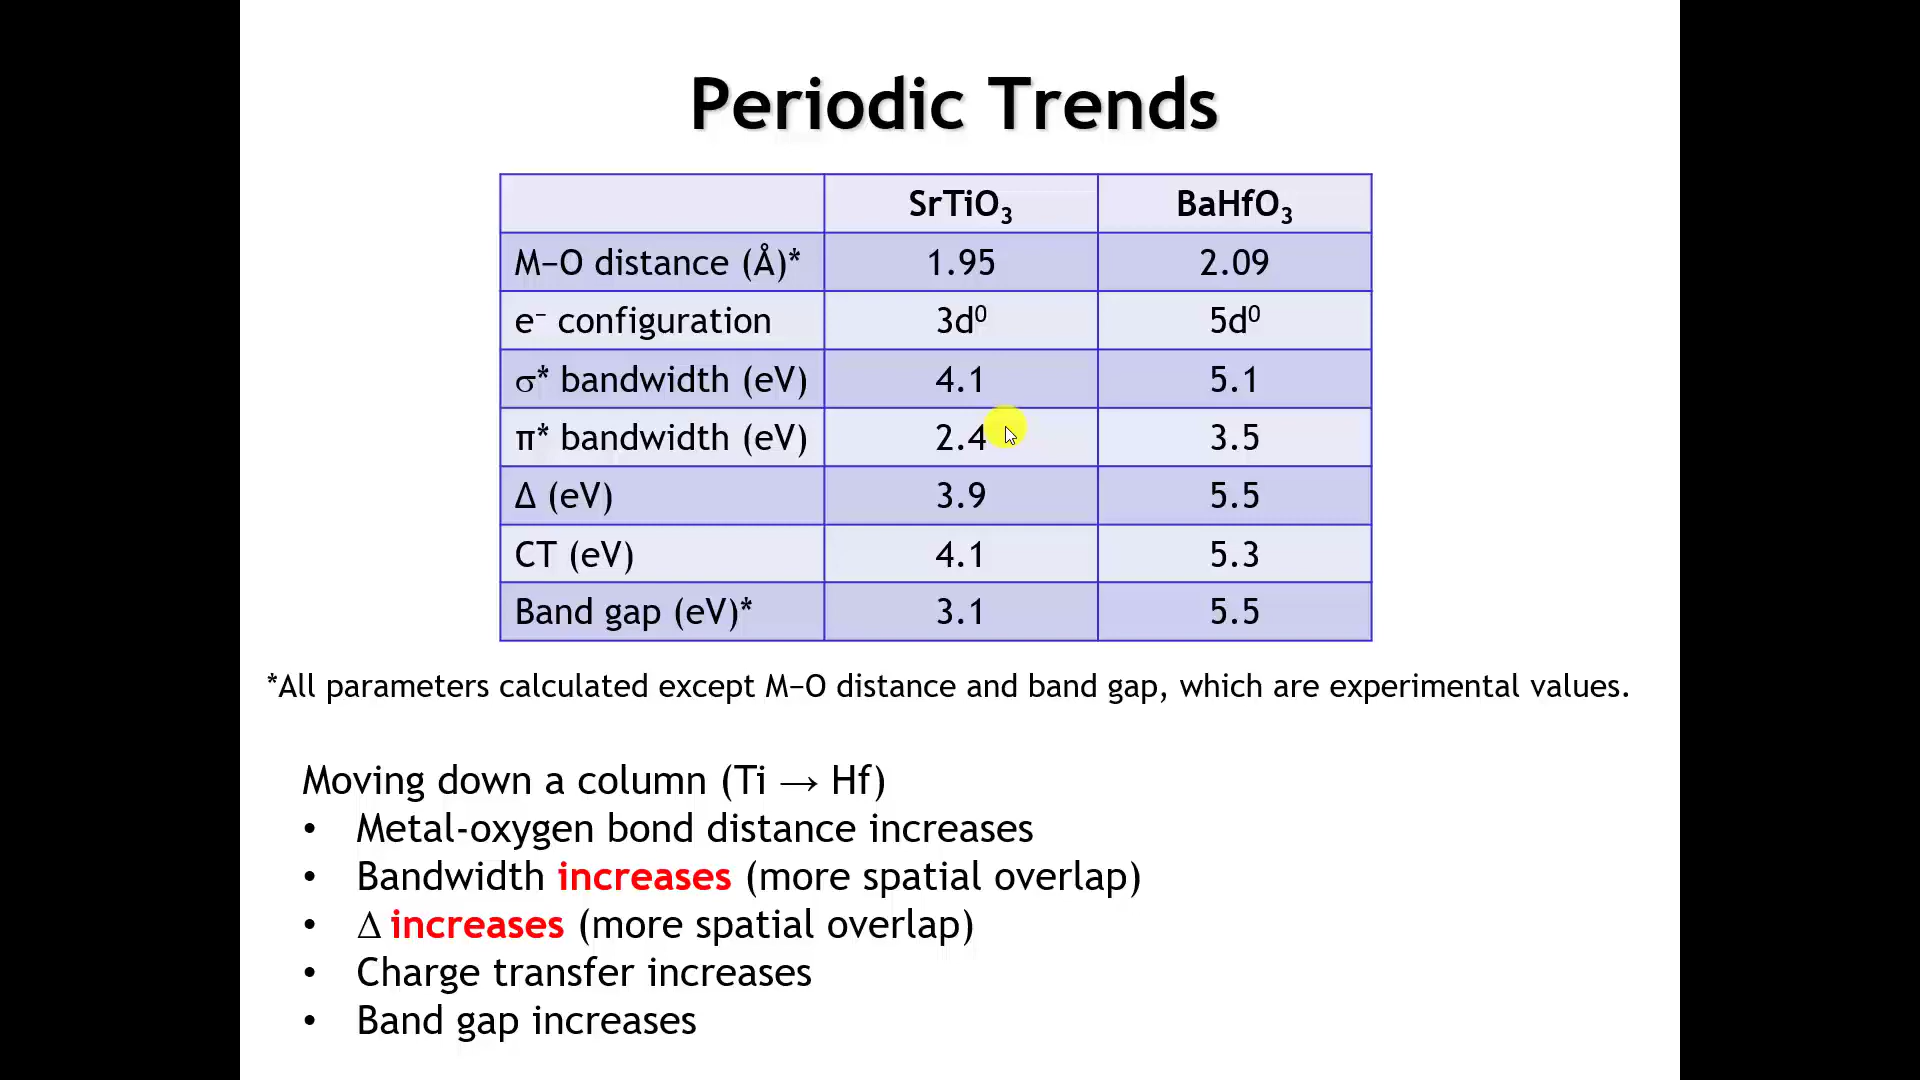 Periodic Trends
SrTiO₃ BaHfO₃
M−O distance (Å)* 1.95 2.09
e⁻ configuration 3d⁰ 5d⁰
σ* bandwidth (eV) 4.1 5.1
π* bandwidth (eV) 2.4 3.5
Δ (eV) 3.9 5.5
CT (eV) 4.1 5.3
Band gap (eV)* 3.1 5.5
*All parameters calculated except M−O distance and band gap, which are experimental values.
Moving down a column (Ti → Hf)
• Metal-oxygen bond distance increases
• Bandwidth increases (more spatial overlap)
• Δ increases (more spatial overlap)
• Charge transfer increases
• Band gap increases